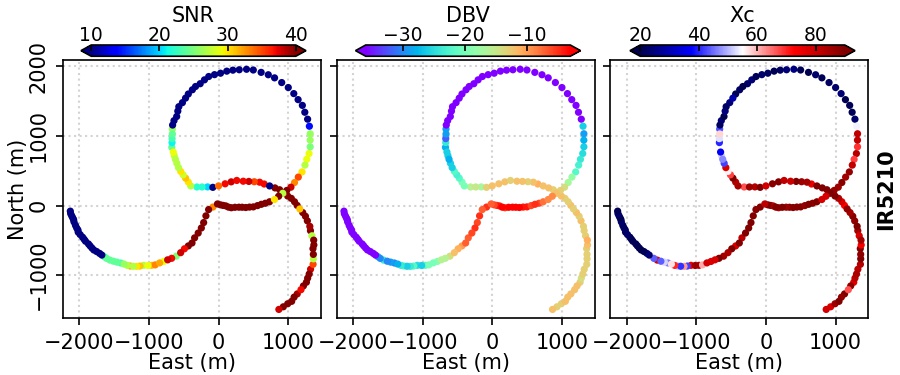 SNR
10 20 30 40
DBV
−30 −20 −10
Xc
20 40 60 80
North (m)
2000
1000
0
−1000
−2000 −1000 0 1000
East (m)
−2000 −1000 0 1000
East (m)
−2000 −1000 0 1000
East (m)
IR5210